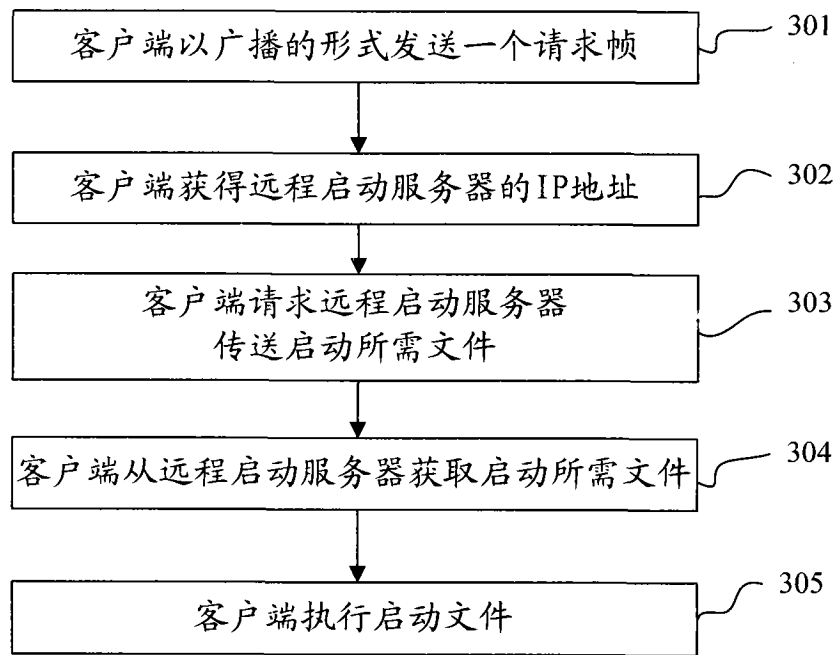 客户端以广播的形式发送一个请求帧
301
客户端获得远程启动服务器的IP地址
302
客户端请求远程启动服务器
传送启动所需文件
303
客户端从远程启动服务器获取启动所需文件
304
客户端执行启动文件
305